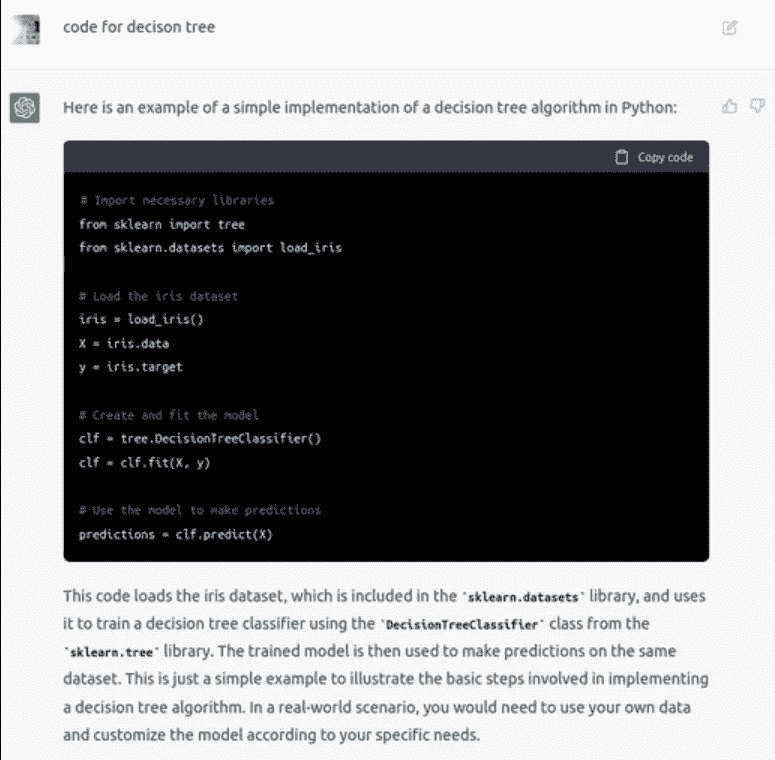 code for decison tree
Here is an example of a simple implementation of a decision tree algorithm in Python:
Copy code
# Import necessary libraries
from sklearn import tree
from sklearn.datasets import load_iris
# Load the iris dataset
iris = load_iris()
X = iris.data
y = iris.target
# Create and fit the model
clf = tree.DecisionTreeClassifier()
clf = clf.fit(X, y)
# Use the model to make predictions
predictions = clf.predict(X)
This code loads the iris dataset, which is included in the `sklearn.datasets` library, and uses
it to train a decision tree classifier using the `DecisionTreeClassifier` class from the
`sklearn.tree` library. The trained model is then used to make predictions on the same
dataset. This is just a simple example to illustrate the basic steps involved in implementing
a decision tree algorithm. In a real-world scenario, you would need to use your own data
and customize the model according to your specific needs.